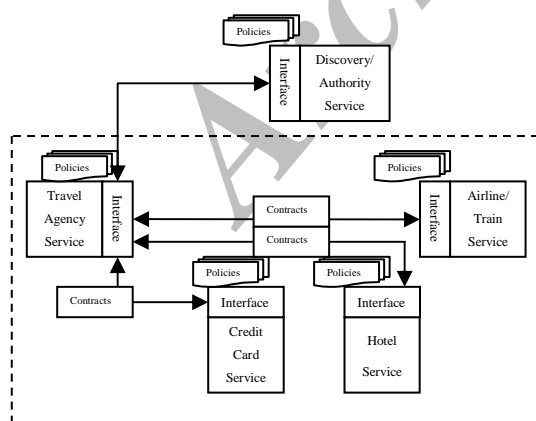 Policies
Interface
Discovery/
Authority
Service
Policies
Travel
Agency
Service
Interface
Contracts
Contracts
Policies
Interface
Airline/
Train
Service
Contracts
Policies
Interface
Credit
Card
Service
Policies
Interface
Hotel
Service